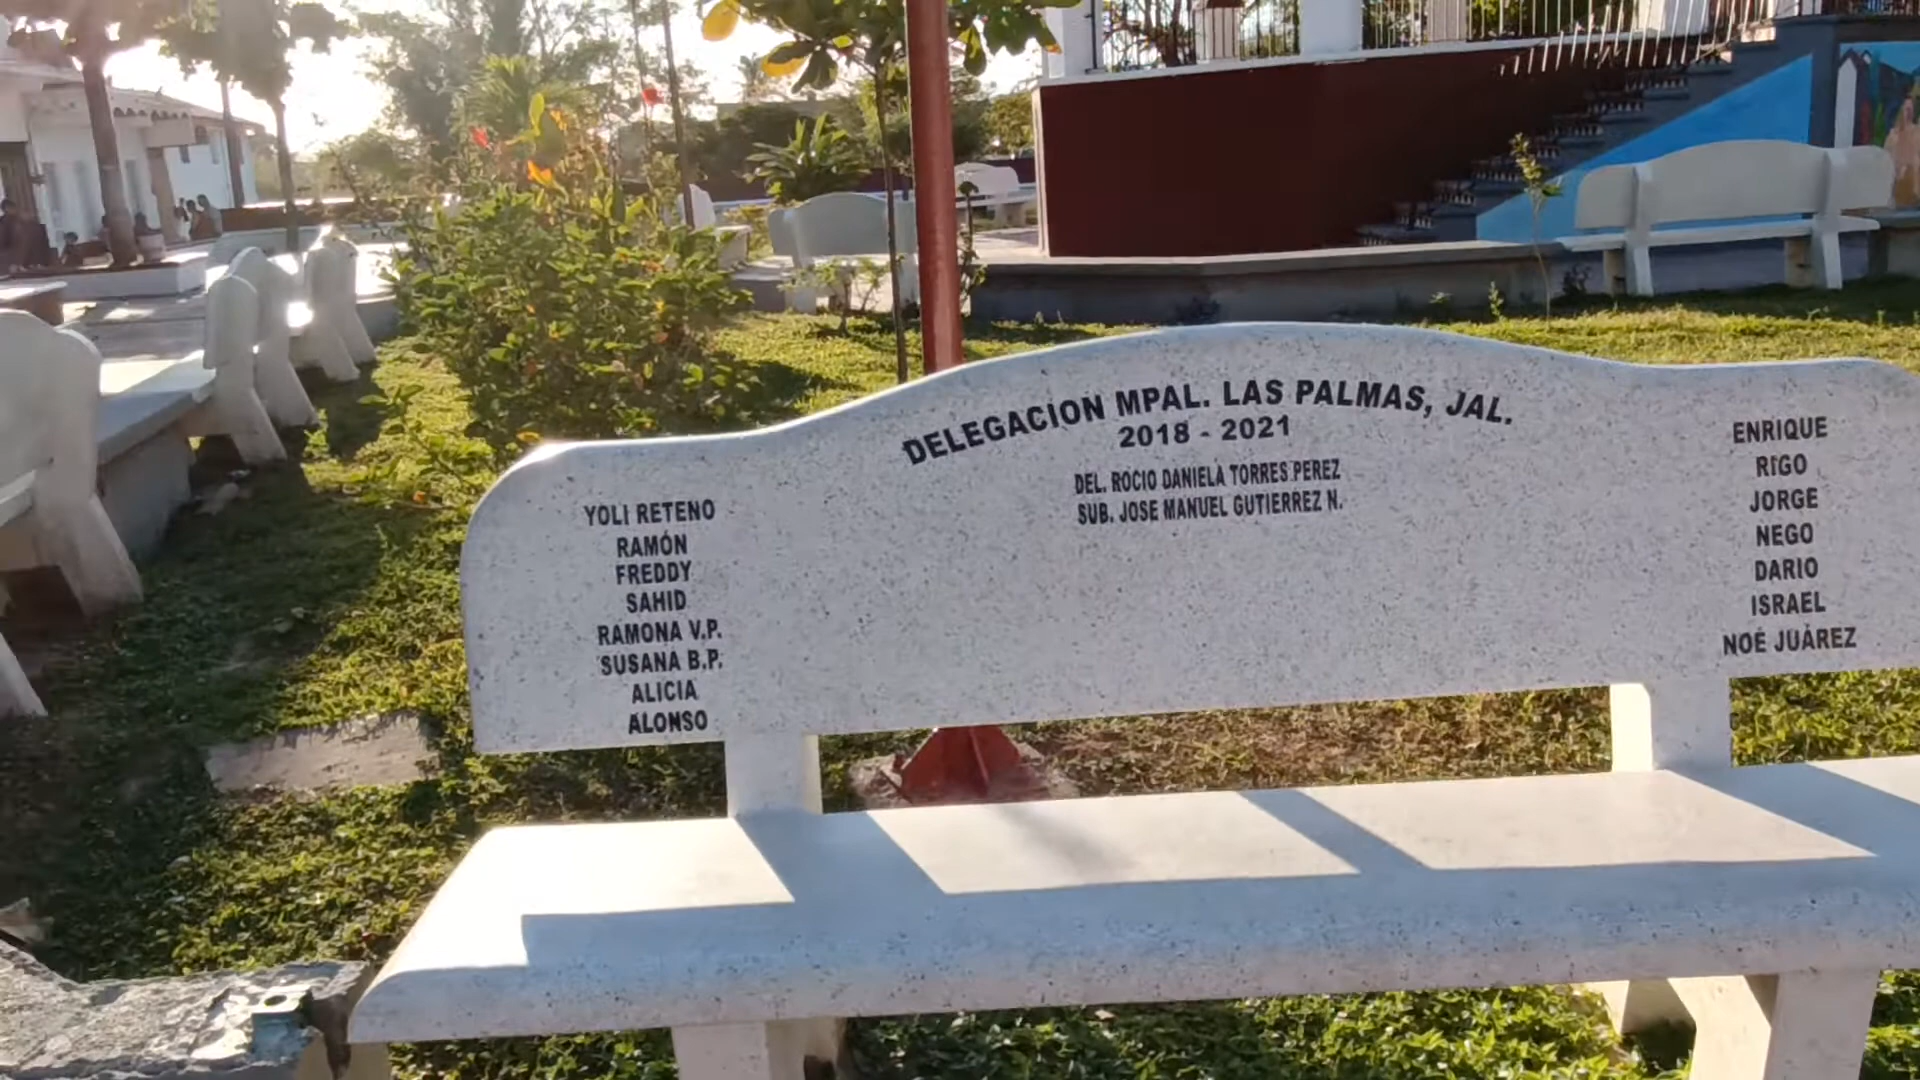 DELEGACION MPAL. LAS PALMAS, JAL.
2018 - 2021
DEL. ROCIO DANIELA TORRES PEREZ
SUB. JOSE MANUEL GUTIERREZ N.
YOLI RETENO
RAMÓN
FREDDY
SAHID
RAMONA V.P.
SUSANA B.P.
ALICIA
ALONSO
ENRIQUE
RIGO
JORGE
NEGO
DARIO
ISRAEL
NOÉ JUÁREZ